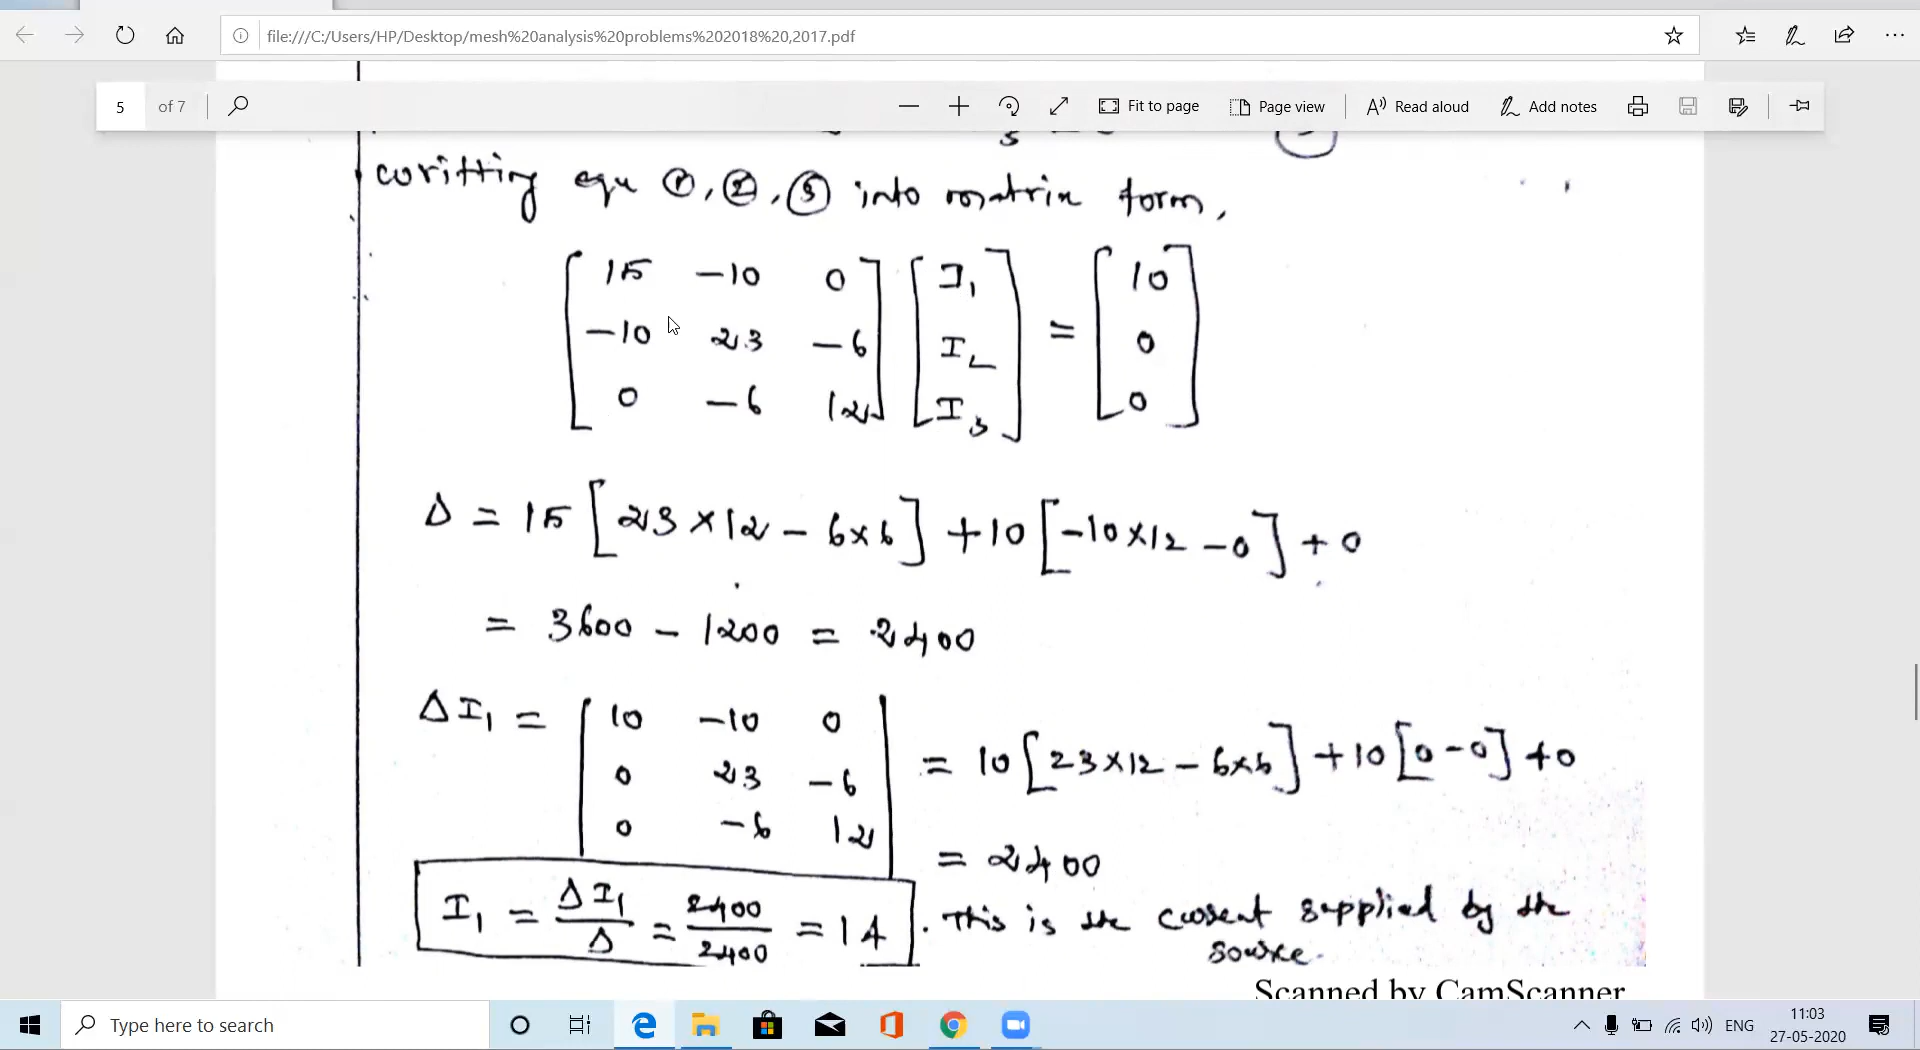 file:///C:/Users/HP/Desktop/mesh%20analysis%20problems%202018%20,2017.pdf
5 of 7 Fit to page Page view Read aloud Add notes
writting equ ①, ②, ③ into matrix form,
[15 -10 0] [I1] = [10]
[-10 23 -6] [I2] = [0]
[0 -6 12] [I3] = [0]
Δ = 15 [23×12 - 6×6] + 10 [-10×12 - 0] + 0
= 3600 - 1200 = 2400
ΔI1 = |10 -10 0| = 10 [23×12 - 6×6] + 10 [0-0] + 0
|0 23 -6|
|0 -6 12|
= 2400
I1 = ΔI1/Δ = 2400/2400 = 1A. This is the current supplied by the
source.
Scanned by CamScanner
Type here to search
ENG
11:03
27-05-2020